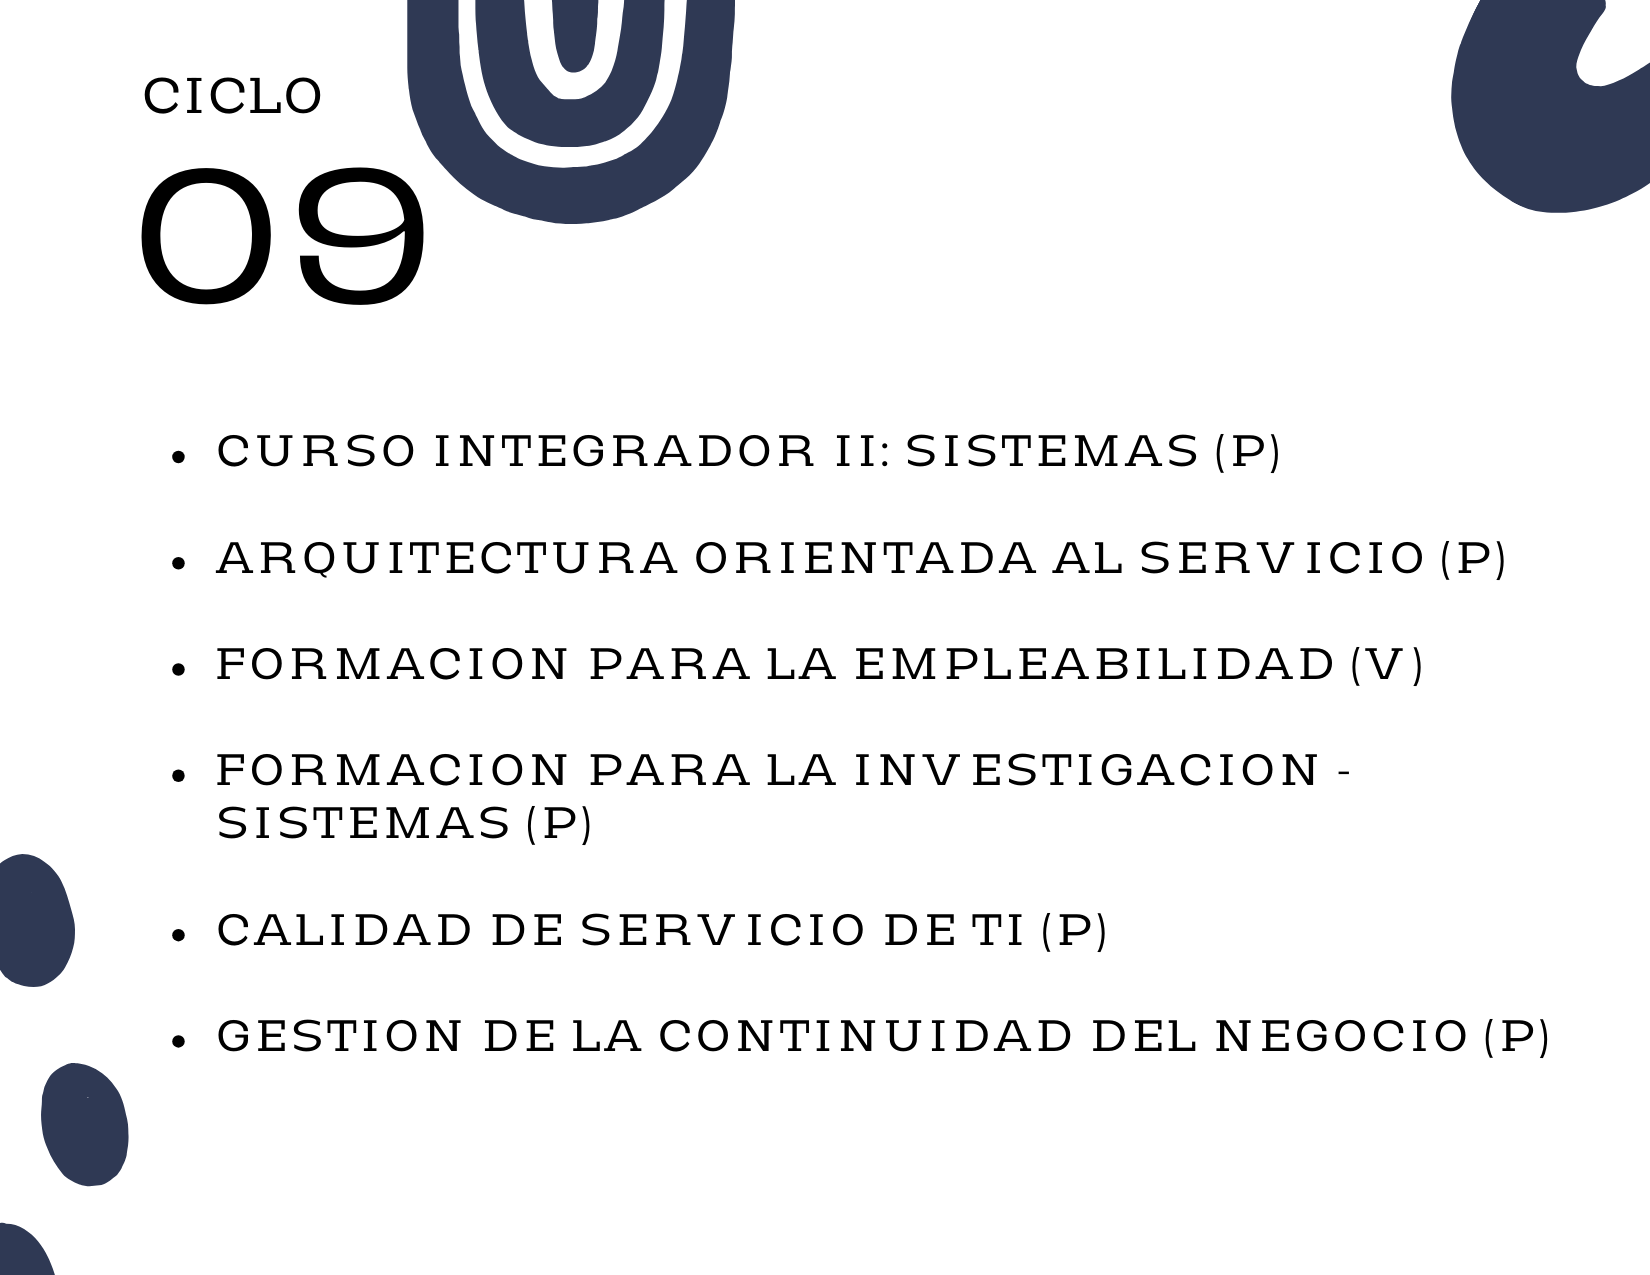 CICLO
09
• CURSO INTEGRADOR II: SISTEMAS (P)
• ARQUITECTURA ORIENTADA AL SERVICIO (P)
• FORMACION PARA LA EMPLEABILIDAD (V)
• FORMACION PARA LA INVESTIGACION -
SISTEMAS (P)
• CALIDAD DE SERVICIO DE TI (P)
• GESTION DE LA CONTINUIDAD DEL NEGOCIO (P)